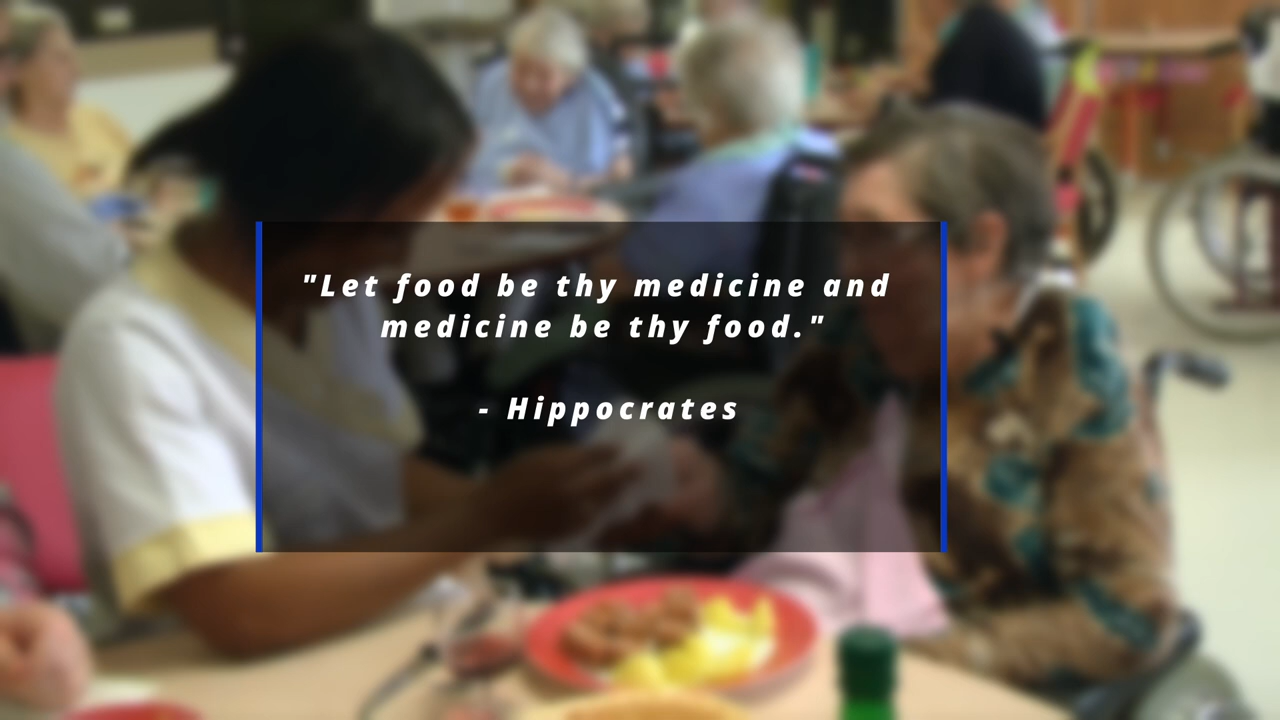 "Let food be thy medicine and
medicine be thy food."
- Hippocrates